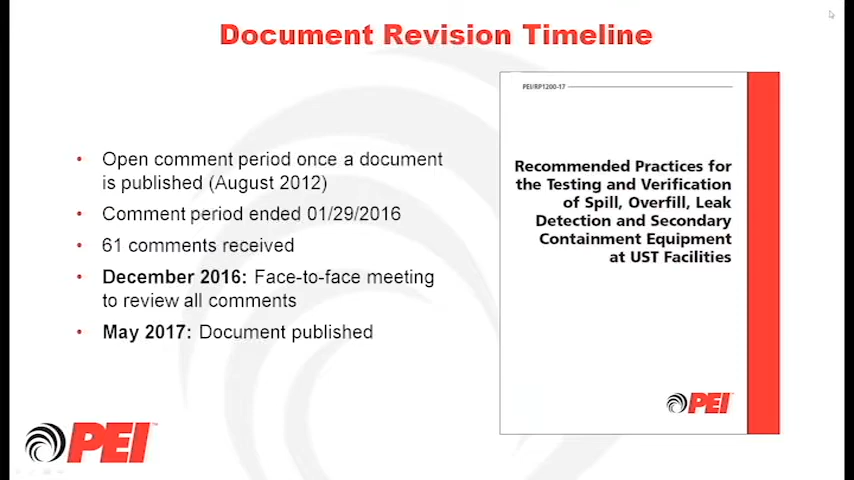 Document Revision Timeline
• Open comment period once a document
is published (August 2012)
• Comment period ended 01/29/2016
• 61 comments received
• December 2016: Face-to-face meeting
to review all comments
• May 2017: Document published
PEI/RP1200-17
Recommended Practices for
the Testing and Verification
of Spill, Overfill, Leak
Detection and Secondary
Containment Equipment
at UST Facilities
PEI
PEI™